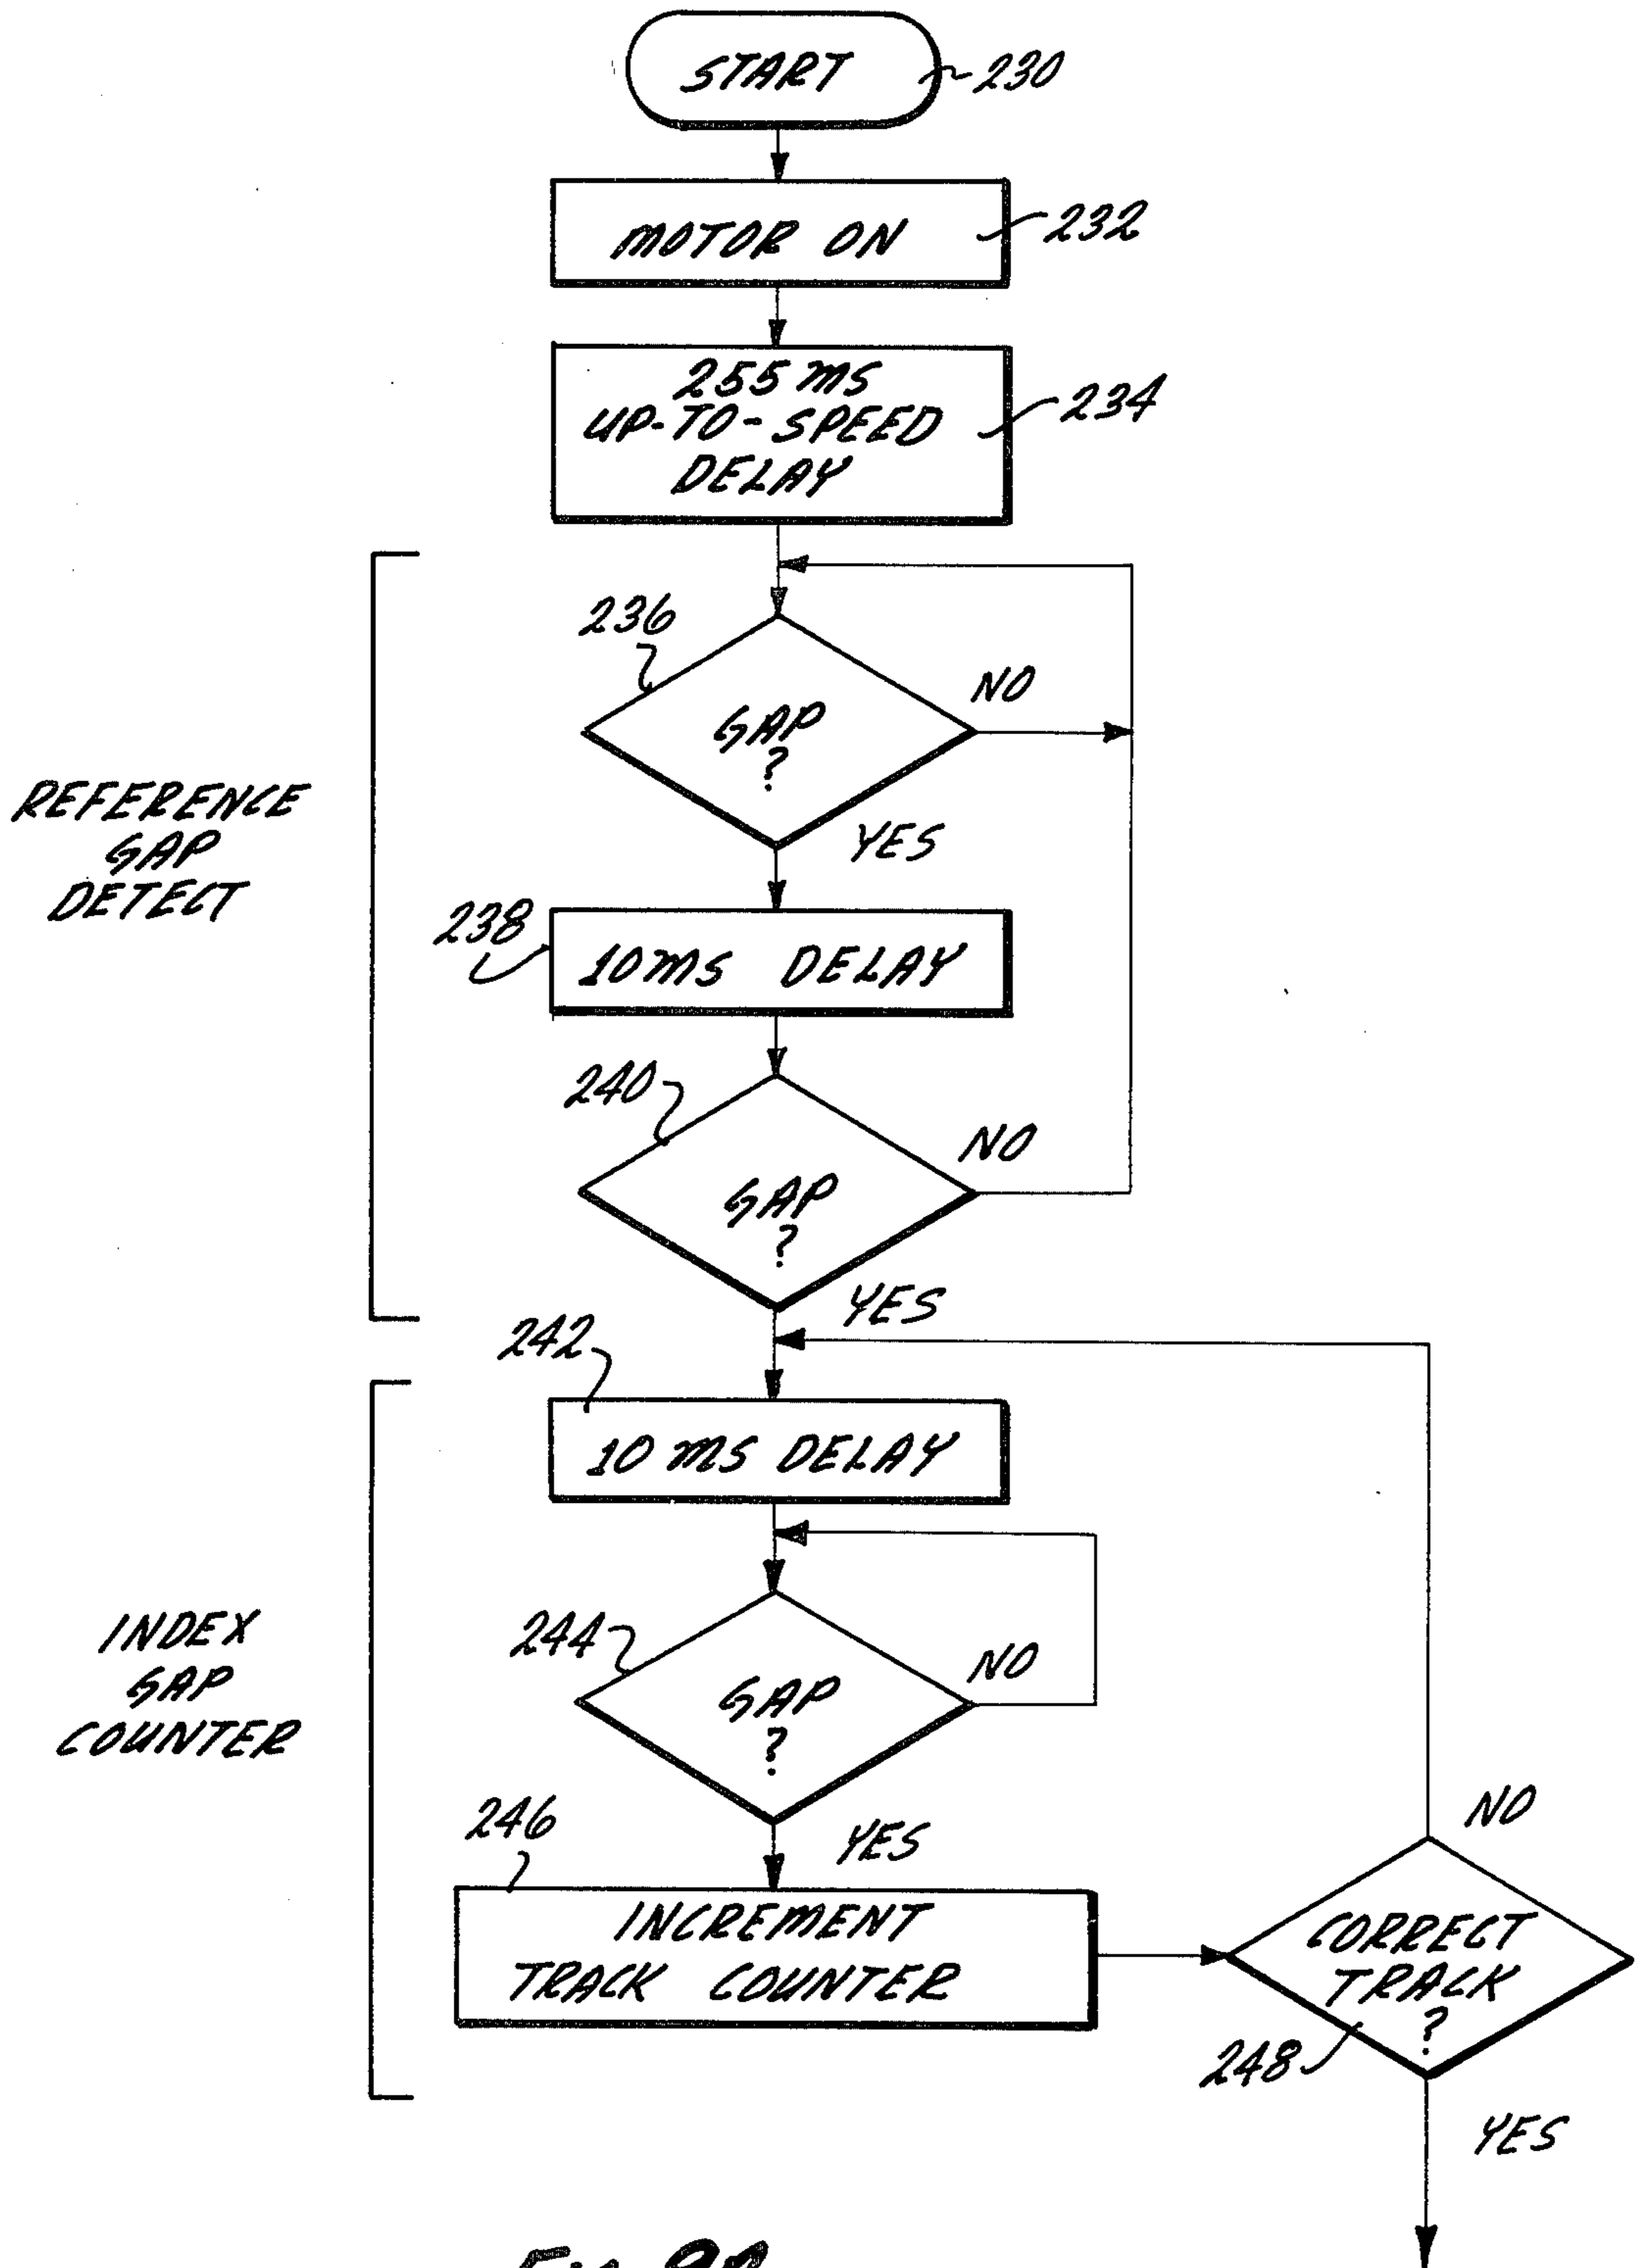 START
230
MOTOR ON
232
255 MS
UP-TO-SPEED
DELAY
234
236
GAP
?
NO
YES
REFERENCE
GAP
DETECT
238
10 MS DELAY
240
GAP
?
NO
YES
242
10 MS DELAY
INDEX
GAP
COUNTER
244
GAP
?
NO
YES
246
INCREMENT
TRACK COUNTER
NO
CORRECT
TRACK
?
248
YES